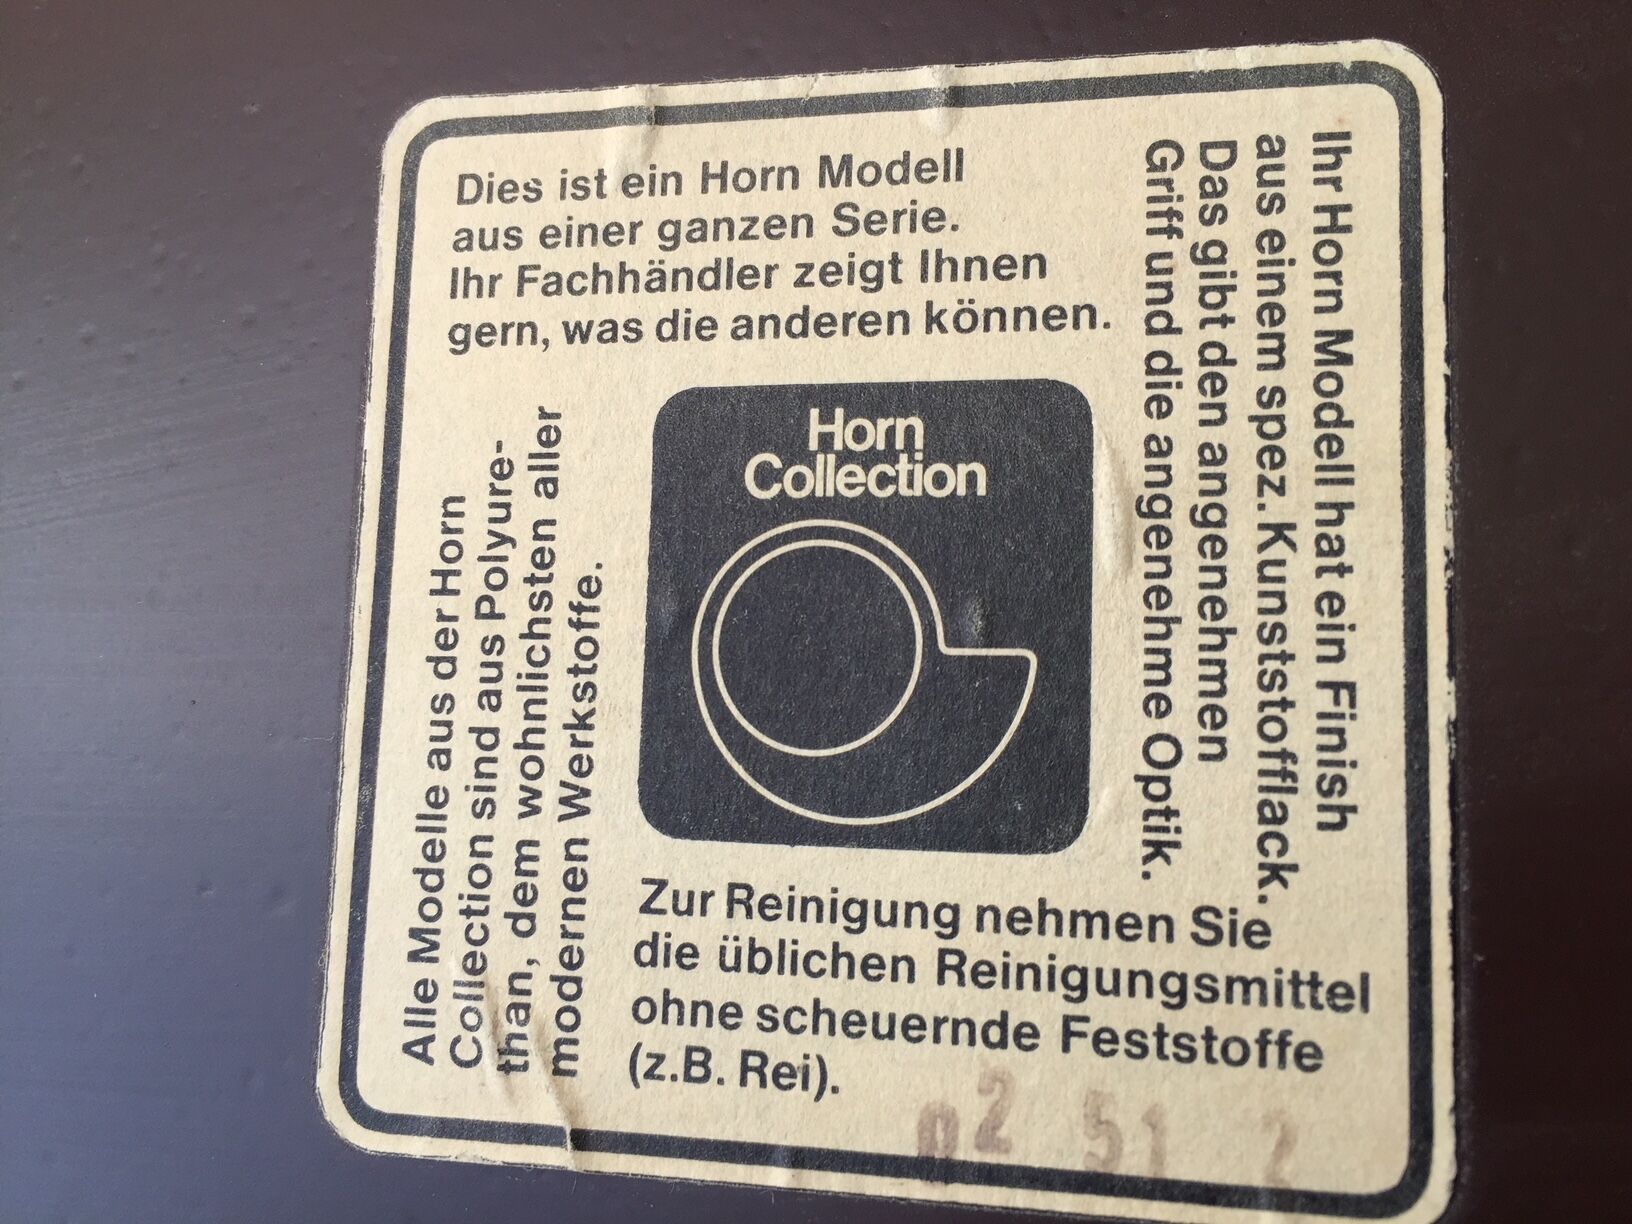 Dies ist ein Horn Modell
aus einer ganzen Serie.
Ihr Fachhändler zeigt Ihnen
gern, was die anderen können.
Ihr Horn Modell hat ein Finish
aus einem spez. Kunststofflack.
Das gibt den angenehmen
Griff und die angenehme Optik.
Zur Reinigung nehmen Sie
die üblichen Reinigungsmittel
ohne scheuernde Feststoffe
(z.B. Rei).
Alle Modelle aus der Horn
Collection sind aus Polyure-
than, dem wohnlichsten aller
modernen Werkstoffe.
Horn
Collection
51